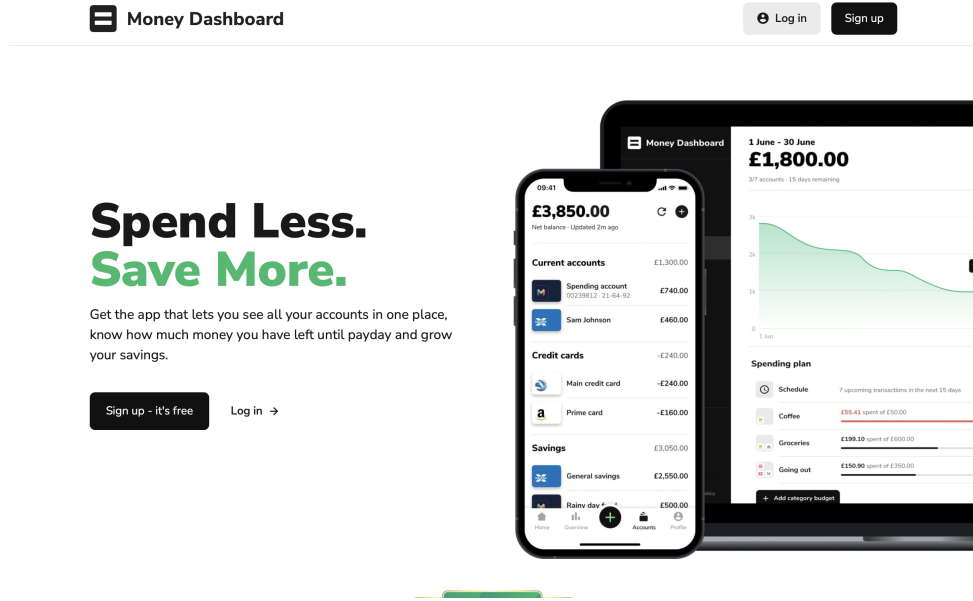 Money Dashboard
Log in
Sign up
Spend Less.
Save More.
Get the app that lets you see all your accounts in one place,
know how much money you have left until payday and grow
your savings.
Sign up - it's free
Log in →
09:41
£3,850.00
Net balance · Updated 2m ago
Current accounts £1,300.00
Spending account £740.00
00239812 · 21-64-92
Sam Johnson £460.00
Credit cards -£240.00
Main credit card -£240.00
Prime card -£160.00
Savings £3,050.00
General savings £2,550.00
Rainy day £500.00
Home Overview Accounts Profile
Money Dashboard
1 June - 30 June
£1,800.00
3/7 accounts · 15 days remaining
3k
2k
1k
0
1 Jun
Spending plan
Schedule 7 upcoming transactions in the next 15 days
Coffee £55.41 spent of £50.00
Groceries £199.10 spent of £600.00
Going out £150.90 spent of £350.00
+ Add category budget